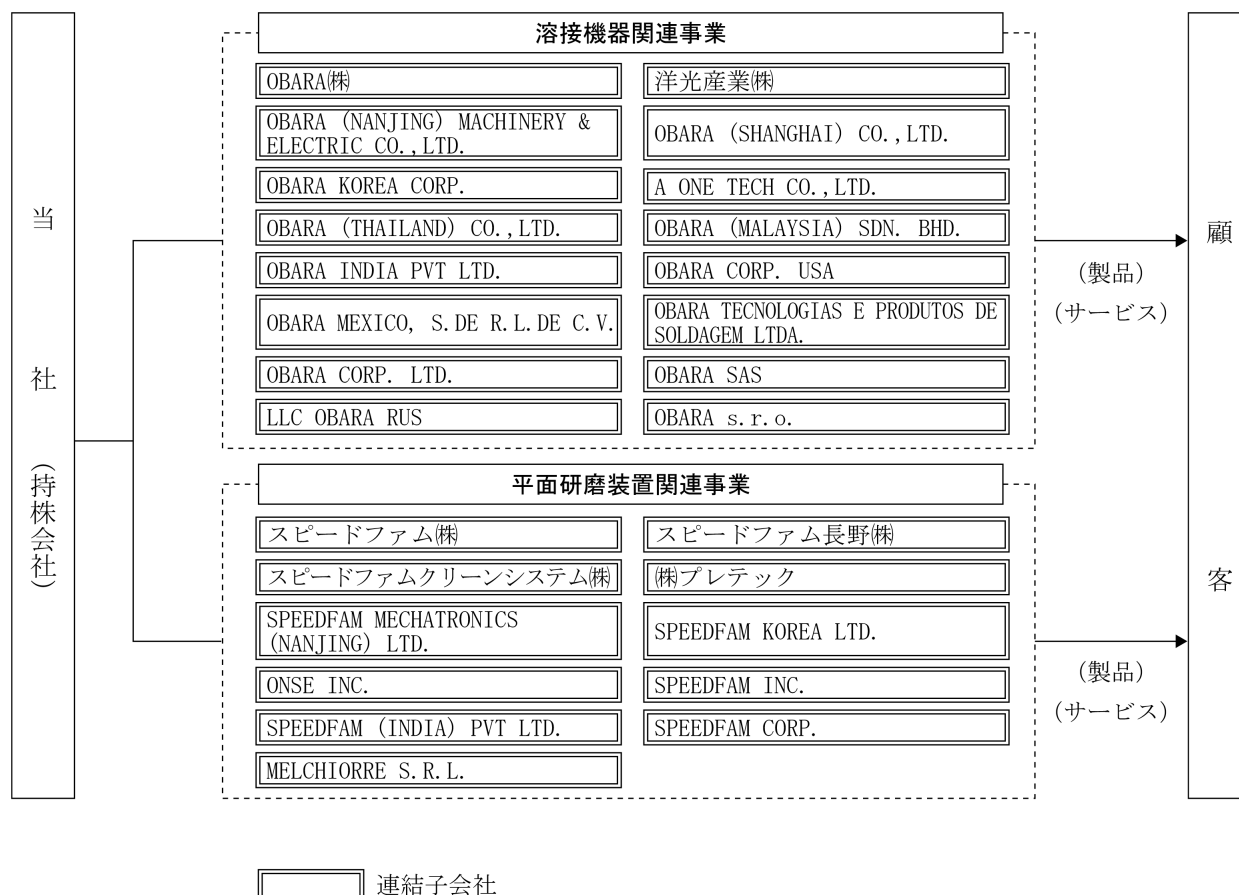 当社(持株会社)
溶接機器関連事業
OBARA㈱
洋光産業㈱
OBARA (NANJING) MACHINERY &
ELECTRIC CO.,LTD.
OBARA (SHANGHAI) CO.,LTD.
OBARA KOREA CORP.
A ONE TECH CO.,LTD.
OBARA (THAILAND) CO.,LTD.
OBARA (MALAYSIA) SDN. BHD.
OBARA INDIA PVT LTD.
OBARA CORP. USA
OBARA MEXICO, S.DE R.L.DE C.V.
OBARA TECNOLOGIAS E PRODUTOS DE
SOLDAGEM LTDA.
OBARA CORP. LTD.
OBARA SAS
LLC OBARA RUS
OBARA s.r.o.
(製品)
(サービス)
平面研磨装置関連事業
スピードファム㈱
スピードファム長野㈱
スピードファムクリーンシステム㈱
㈱プレテック
SPEEDFAM MECHATRONICS
(NANJING) LTD.
SPEEDFAM KOREA LTD.
ONSE INC.
SPEEDFAM INC.
SPEEDFAM (INDIA) PVT LTD.
SPEEDFAM CORP.
MELCHIORRE S.R.L.
(製品)
(サービス)
顧客
連結子会社